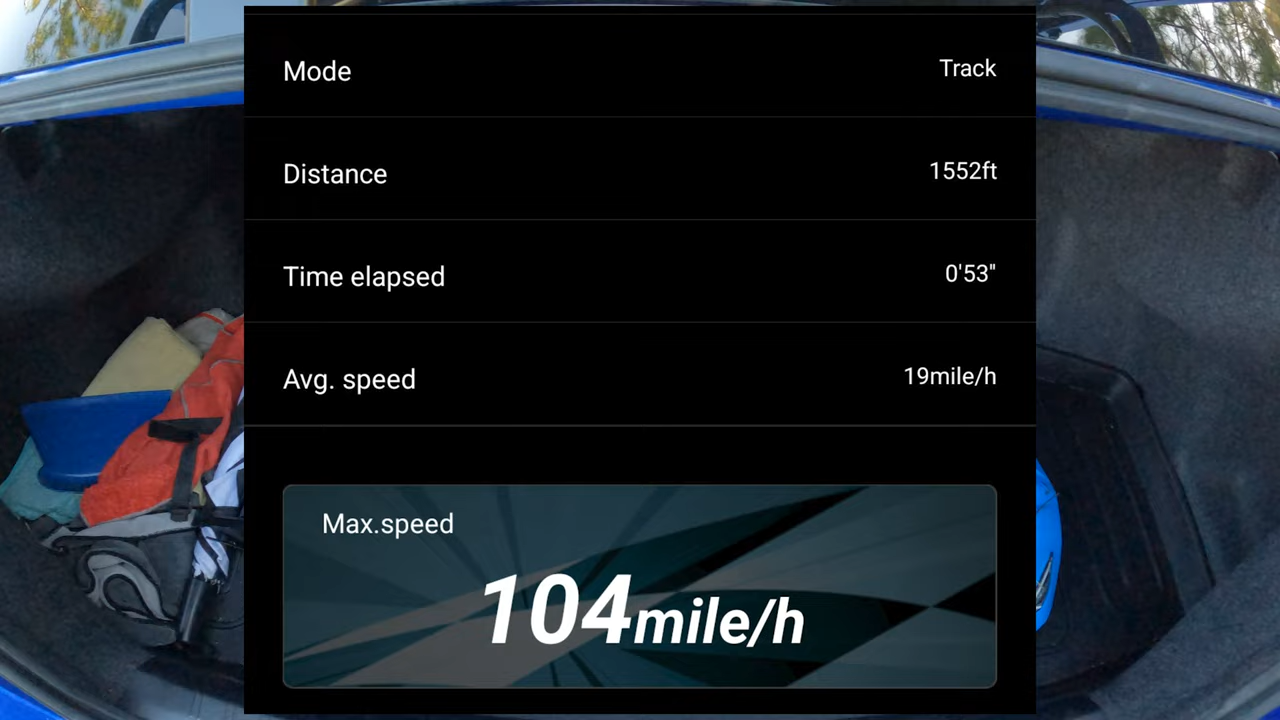 Mode
Track
Distance
1552ft
Time elapsed
0'53"
Avg. speed
19mile/h
Max.speed
104mile/h